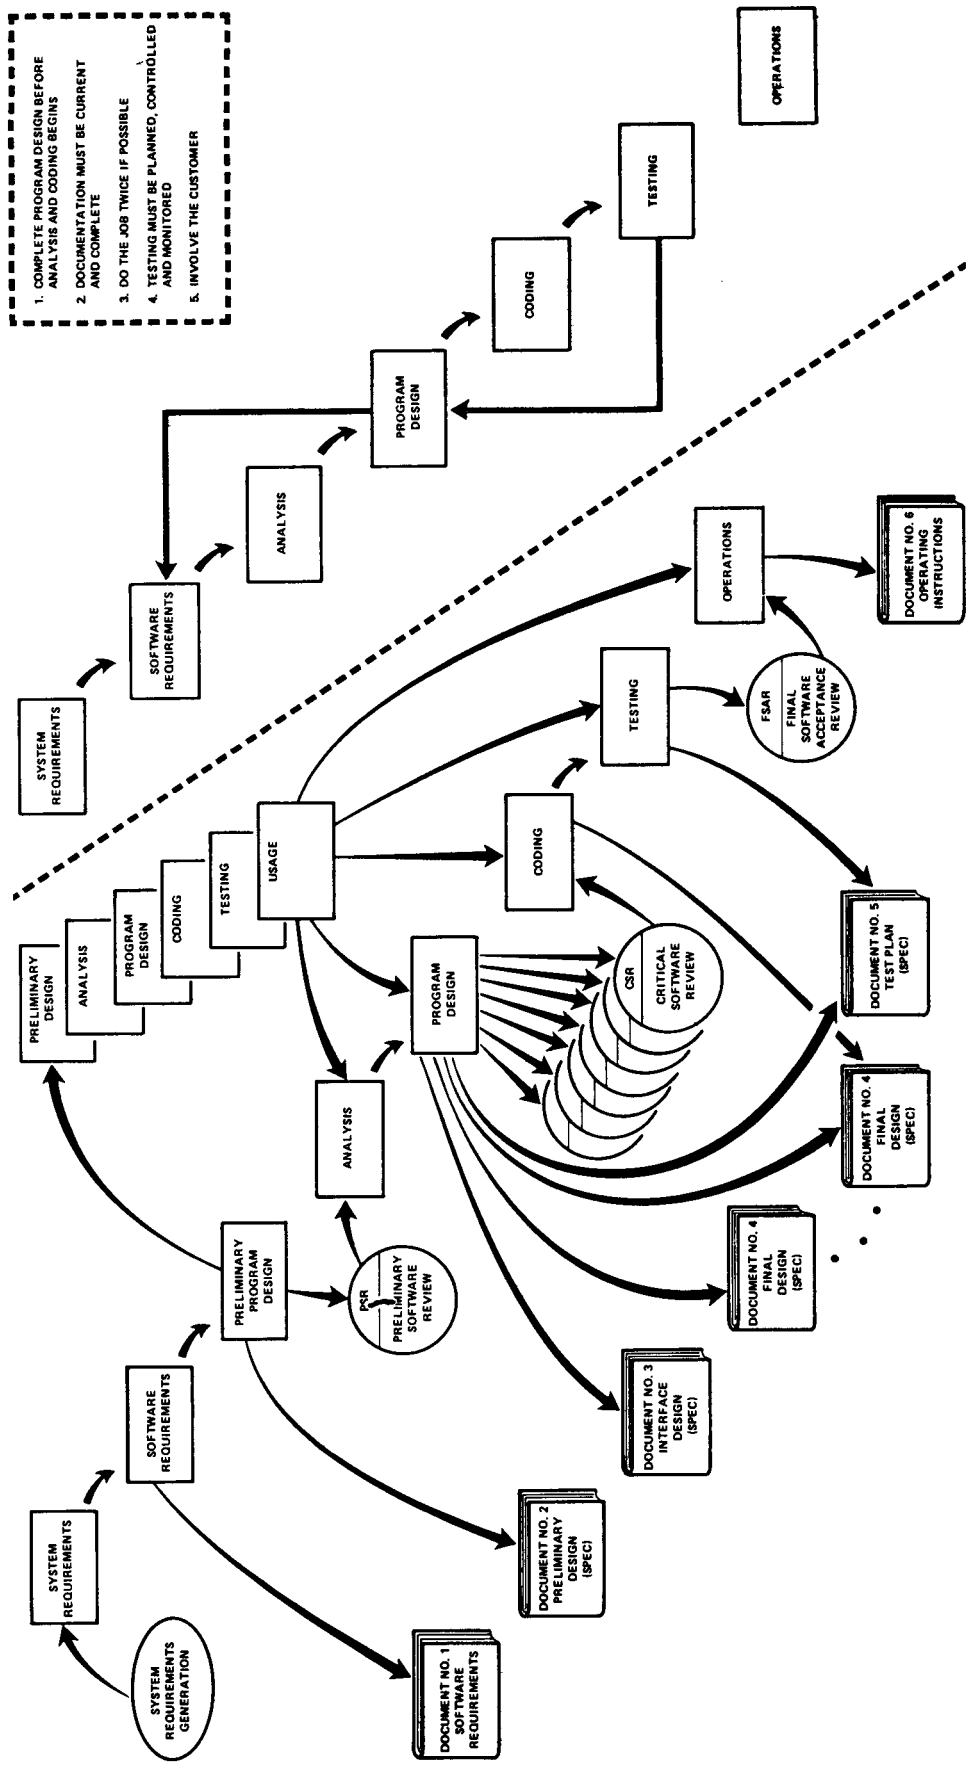 1. COMPLETE PROGRAM DESIGN BEFORE
ANALYSIS AND CODING BEGINS
2. DOCUMENTATION MUST BE CURRENT
AND COMPLETE
3. DO THE JOB TWICE IF POSSIBLE
4. TESTING MUST BE PLANNED, CONTROLLED
AND MONITORED
5. INVOLVE THE CUSTOMER
SYSTEM
REQUIREMENTS
SOFTWARE
REQUIREMENTS
ANALYSIS
PROGRAM
DESIGN
CODING
TESTING
OPERATIONS
SYSTEM
REQUIREMENTS
GENERATION
SYSTEM
REQUIREMENTS
SOFTWARE
REQUIREMENTS
PRELIMINARY
PROGRAM
DESIGN
PSR
PRELIMINARY
SOFTWARE
REVIEW
PRELIMINARY
DESIGN
ANALYSIS
PROGRAM
DESIGN
CODING
TESTING
USAGE
ANALYSIS
PROGRAM
DESIGN
CSR
CRITICAL
SOFTWARE
REVIEW
CODING
TESTING
FSAR
FINAL
SOFTWARE
ACCEPTANCE
REVIEW
OPERATIONS
DOCUMENT NO. 1
SOFTWARE
REQUIREMENTS
DOCUMENT NO. 2
PRELIMINARY
DESIGN
(SPEC)
DOCUMENT NO. 3
INTERFACE
DESIGN
(SPEC)
DOCUMENT NO. 4
FINAL
DESIGN
(SPEC)
DOCUMENT NO. 4
FINAL
DESIGN
(SPEC)
DOCUMENT NO. 5
TEST PLAN
(SPEC)
DOCUMENT NO. 6
OPERATING
INSTRUCTIONS